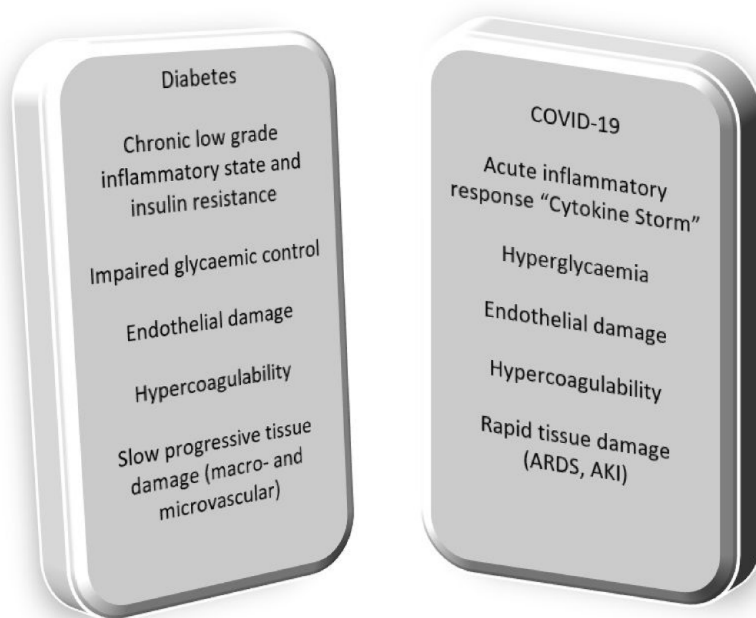 Diabetes
Chronic low grade
inflammatory state and
insulin resistance
Impaired glycaemic control
Endothelial damage
Hypercoagulability
Slow progressive tissue
damage (macro- and
microvascular)
COVID-19
Acute inflammatory
response “Cytokine Storm”
Hyperglycaemia
Endothelial damage
Hypercoagulability
Rapid tissue damage
(ARDS, AKI)